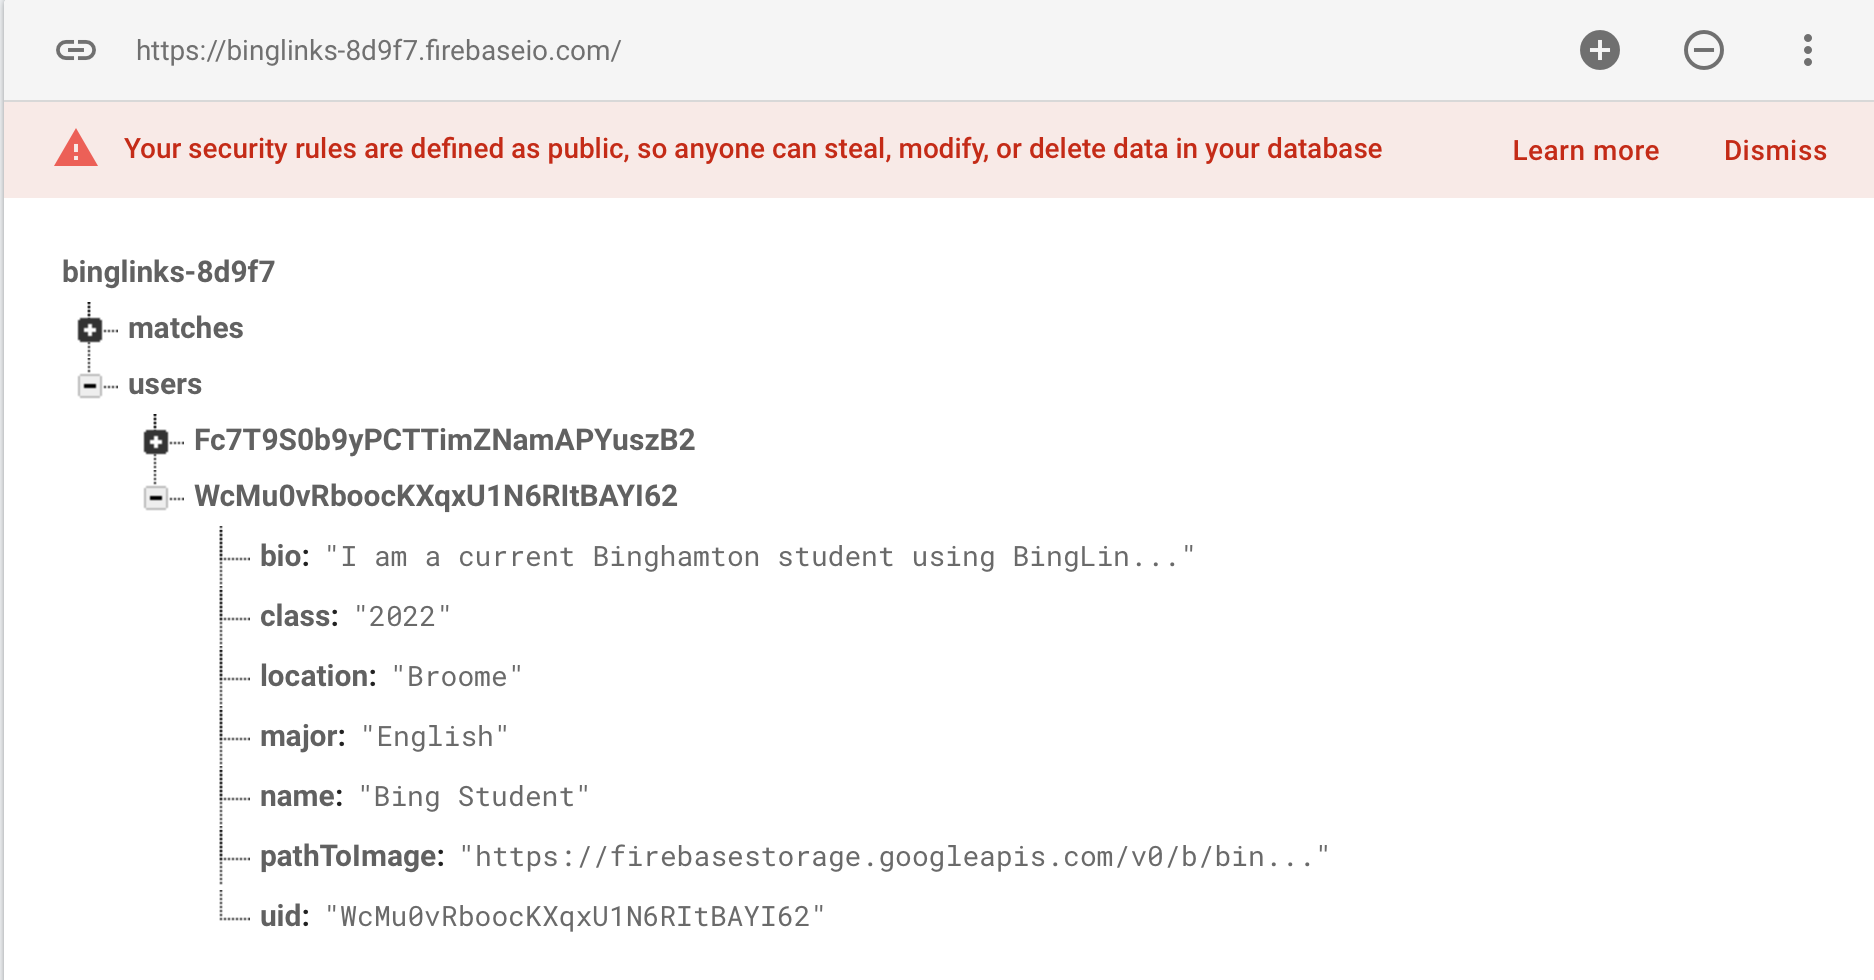 https://binglinks-8d9f7.firebaseio.com/
Your security rules are defined as public, so anyone can steal, modify, or delete data in your database Learn more Dismiss
binglinks-8d9f7
matches
users
Fc7T9S0b9yPCTTimZNamAPYuszB2
WcMu0vRboocKXqxU1N6RItBAYI62
bio: "I am a current Binghamton student using BingLin..."
class: "2022"
location: "Broome"
major: "English"
name: "Bing Student"
pathToImage: "https://firebasestorage.googleapis.com/v0/b/bin..."
uid: "WcMu0vRboocKXqxU1N6RItBAYI62"